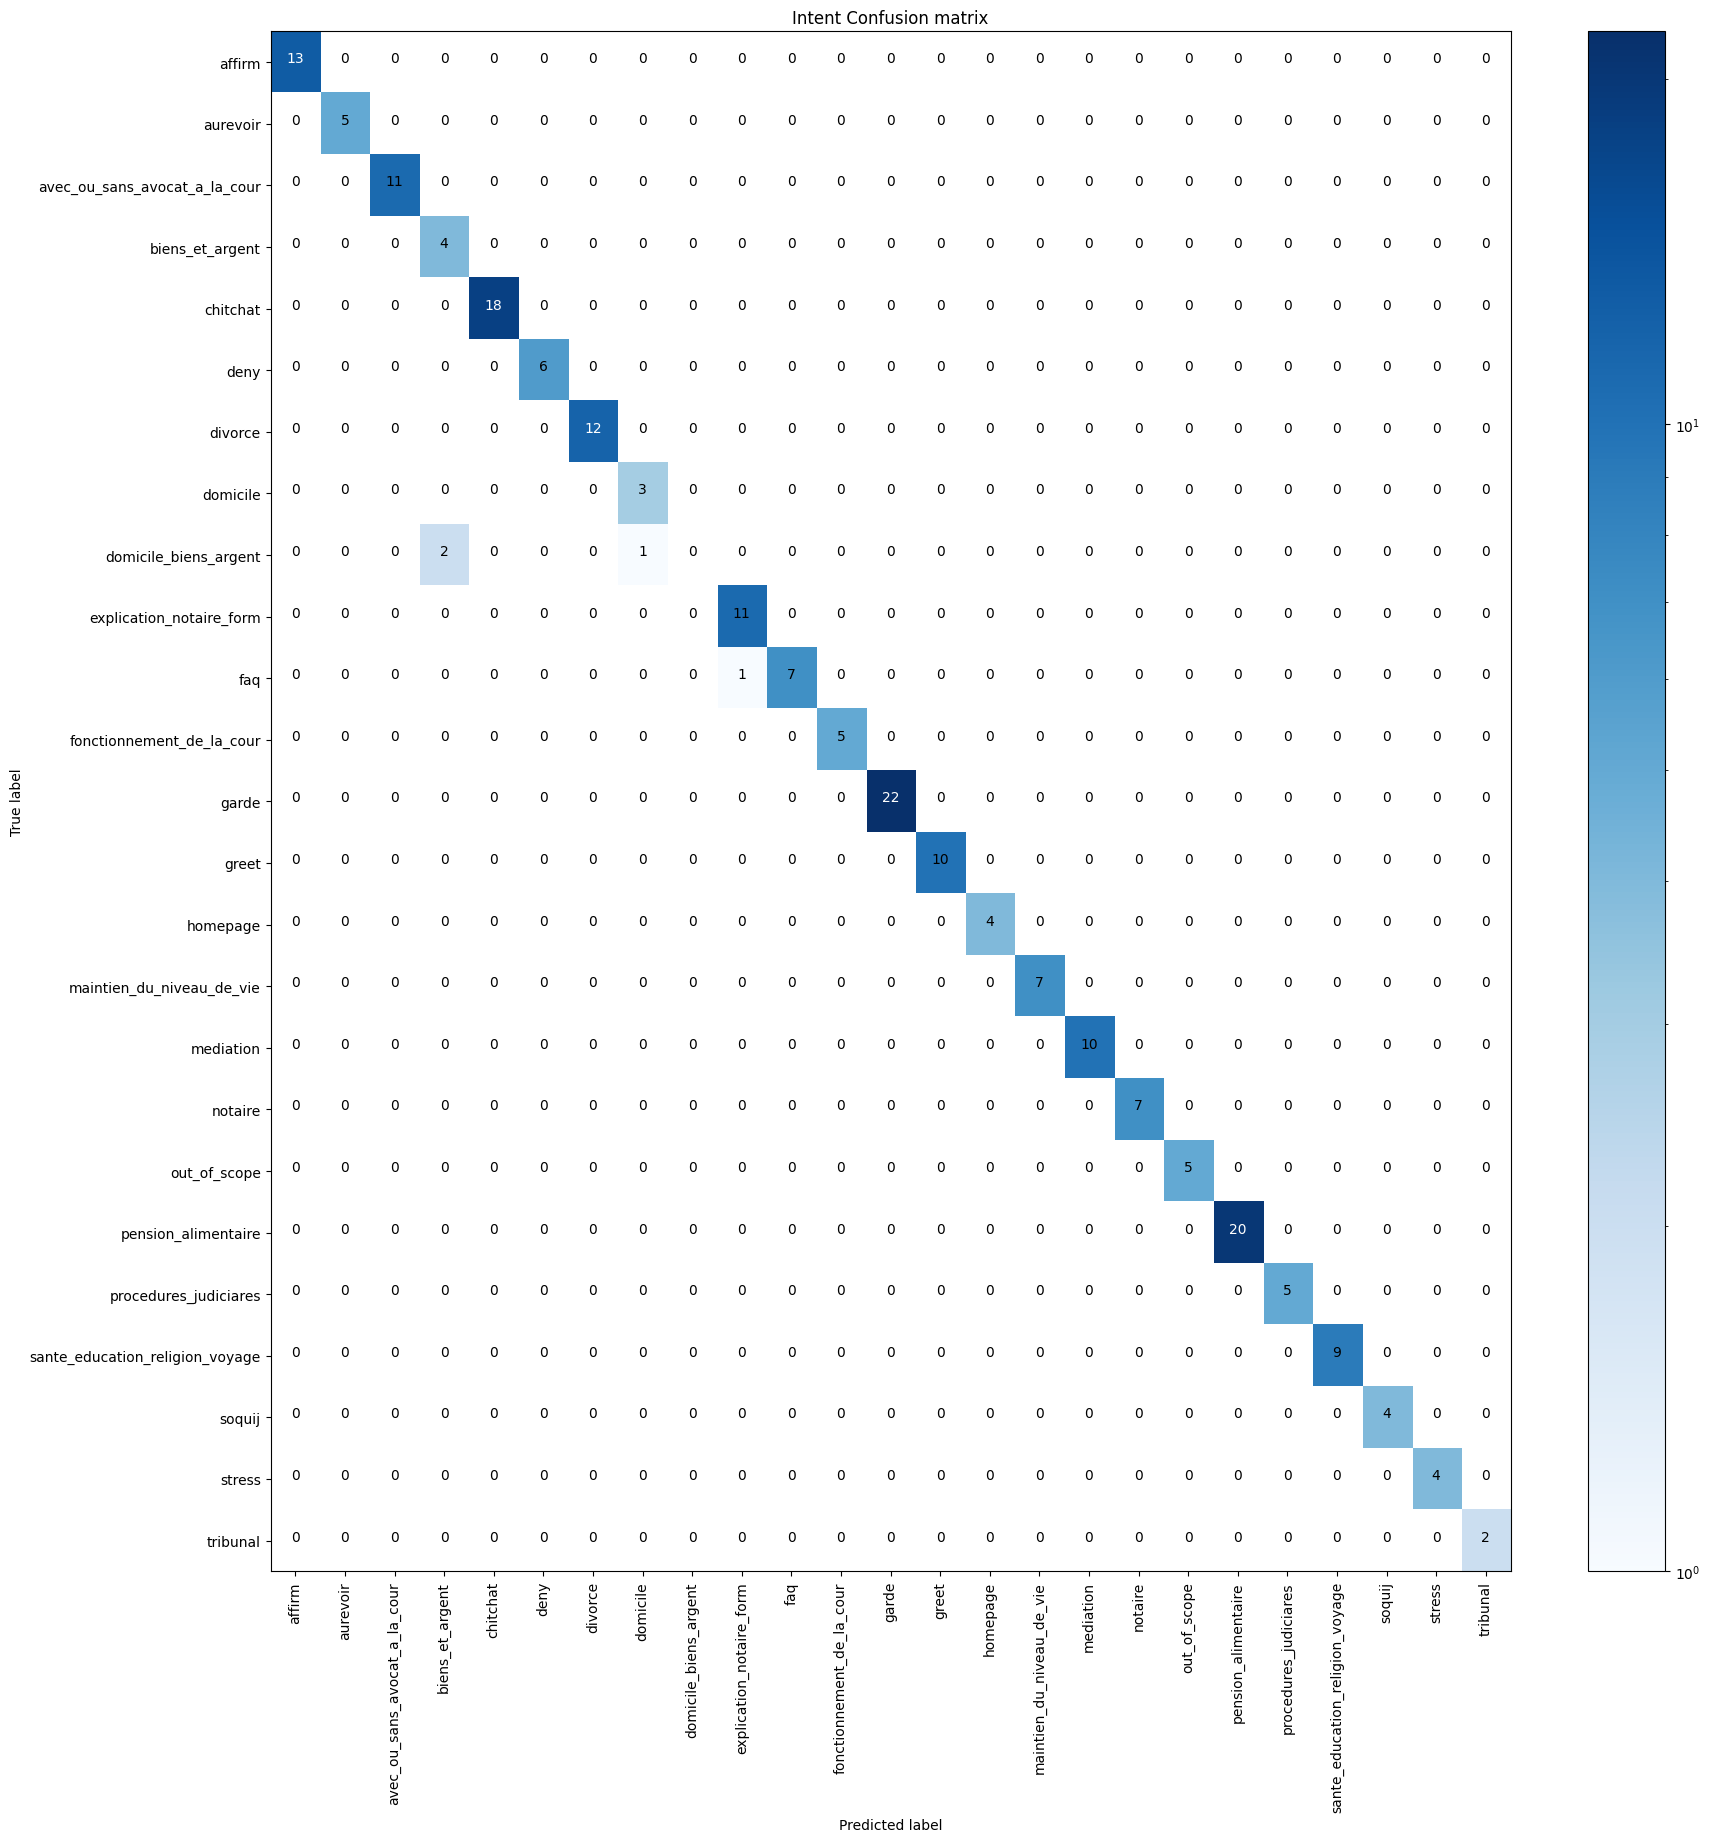 Intent Confusion matrix
affirm 13 0 0 0 0 0 0 0 0 0 0 0 0 0 0 0 0 0 0 0 0 0 0 0 0
aurevoir 0 5 0 0 0 0 0 0 0 0 0 0 0 0 0 0 0 0 0 0 0 0 0 0 0
avec_ou_sans_avocat_a_la_cour 0 0 11 0 0 0 0 0 0 0 0 0 0 0 0 0 0 0 0 0 0 0 0 0 0
biens_et_argent 0 0 0 4 0 0 0 0 0 0 0 0 0 0 0 0 0 0 0 0 0 0 0 0 0
chitchat 0 0 0 0 18 0 0 0 0 0 0 0 0 0 0 0 0 0 0 0 0 0 0 0 0
deny 0 0 0 0 0 6 0 0 0 0 0 0 0 0 0 0 0 0 0 0 0 0 0 0 0
divorce 0 0 0 0 0 0 12 0 0 0 0 0 0 0 0 0 0 0 0 0 0 0 0 0 0
10¹
domicile 0 0 0 0 0 0 0 3 0 0 0 0 0 0 0 0 0 0 0 0 0 0 0 0 0
domicile_biens_argent 0 0 0 2 0 0 0 1 0 0 0 0 0 0 0 0 0 0 0 0 0 0 0 0 0
explication_notaire_form 0 0 0 0 0 0 0 0 0 11 0 0 0 0 0 0 0 0 0 0 0 0 0 0 0
faq 0 0 0 0 0 0 0 0 0 1 7 0 0 0 0 0 0 0 0 0 0 0 0 0 0
fonctionnement_de_la_cour 0 0 0 0 0 0 0 0 0 0 0 5 0 0 0 0 0 0 0 0 0 0 0 0 0
True label
garde 0 0 0 0 0 0 0 0 0 0 0 0 22 0 0 0 0 0 0 0 0 0 0 0 0
greet 0 0 0 0 0 0 0 0 0 0 0 0 0 10 0 0 0 0 0 0 0 0 0 0 0
homepage 0 0 0 0 0 0 0 0 0 0 0 0 0 0 4 0 0 0 0 0 0 0 0 0 0
maintien_du_niveau_de_vie 0 0 0 0 0 0 0 0 0 0 0 0 0 0 0 7 0 0 0 0 0 0 0 0 0
mediation 0 0 0 0 0 0 0 0 0 0 0 0 0 0 0 0 10 0 0 0 0 0 0 0 0
notaire 0 0 0 0 0 0 0 0 0 0 0 0 0 0 0 0 0 7 0 0 0 0 0 0 0
out_of_scope 0 0 0 0 0 0 0 0 0 0 0 0 0 0 0 0 0 0 5 0 0 0 0 0 0
pension_alimentaire 0 0 0 0 0 0 0 0 0 0 0 0 0 0 0 0 0 0 0 20 0 0 0 0 0
procedures_judiciares 0 0 0 0 0 0 0 0 0 0 0 0 0 0 0 0 0 0 0 0 5 0 0 0 0
sante_education_religion_voyage 0 0 0 0 0 0 0 0 0 0 0 0 0 0 0 0 0 0 0 0 0 9 0 0 0
soquij 0 0 0 0 0 0 0 0 0 0 0 0 0 0 0 0 0 0 0 0 0 0 4 0 0
stress 0 0 0 0 0 0 0 0 0 0 0 0 0 0 0 0 0 0 0 0 0 0 0 4 0
tribunal 0 0 0 0 0 0 0 0 0 0 0 0 0 0 0 0 0 0 0 0 0 0 0 0 2
10⁰
affirm
aurevoir
avec_ou_sans_avocat_a_la_cour
biens_et_argent
chitchat
deny
divorce
domicile
domicile_biens_argent
explication_notaire_form
faq
fonctionnement_de_la_cour
garde
greet
homepage
maintien_du_niveau_de_vie
mediation
notaire
out_of_scope
pension_alimentaire
procedures_judiciares
sante_education_religion_voyage
soquij
stress
tribunal
Predicted label